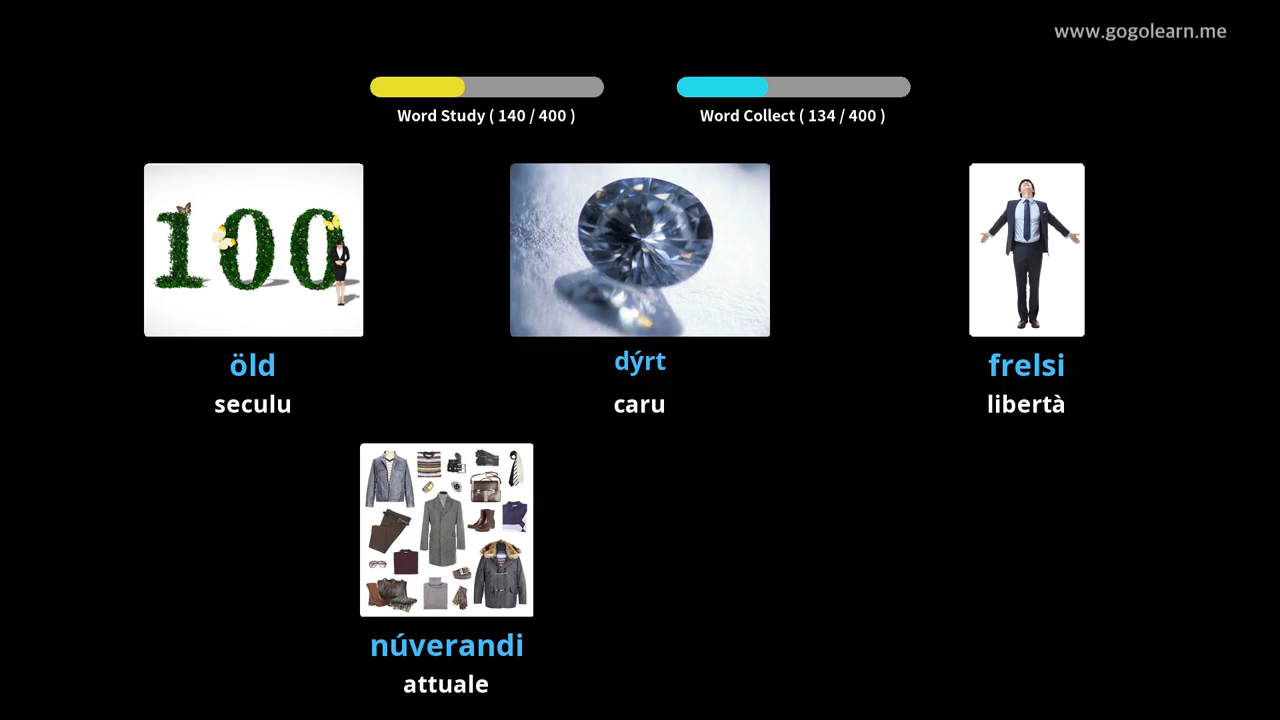 www.gogolearn.me
Word Study ( 140 / 400 )
Word Collect ( 134 / 400 )
100
öld
dýrt
frelsi
seculu
caru
libertà
núverandi
attuale